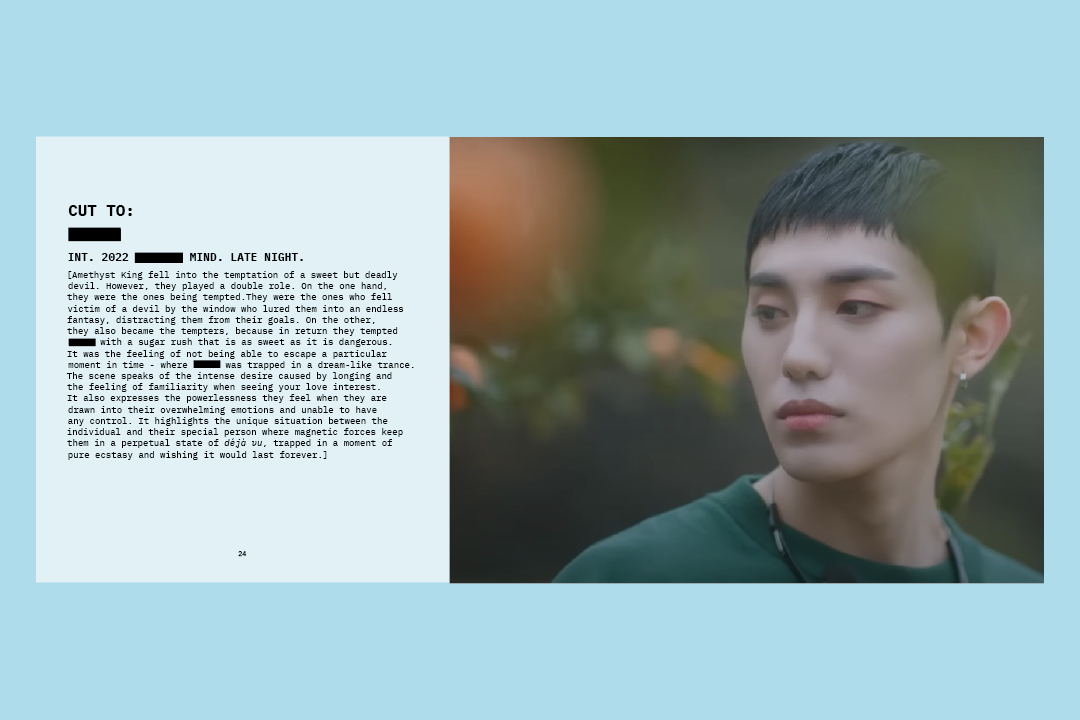 CUT TO:
INT. 2022 MIND. LATE NIGHT.
[Amethyst King fell into the temptation of a sweet but deadly
devil. However, they played a double role. On the one hand,
they were the ones being tempted.They were the ones who fell
victim of a devil by the window who lured them into an endless
fantasy, distracting them from their goals. On the other,
they also became the tempters, because in return they tempted
with a sugar rush that is as sweet as it is dangerous.
It was the feeling of not being able to escape a particular
moment in time - where was trapped in a dream-like trance.
The scene speaks of the intense desire caused by longing and
the feeling of familiarity when seeing your love interest.
It also expresses the powerlessness they feel when they are
drawn into their overwhelming emotions and unable to have
any control. It highlights the unique situation between the
individual and their special person where magnetic forces keep
them in a perpetual state of déjà vu, trapped in a moment of
pure ecstasy and wishing it would last forever.]
24